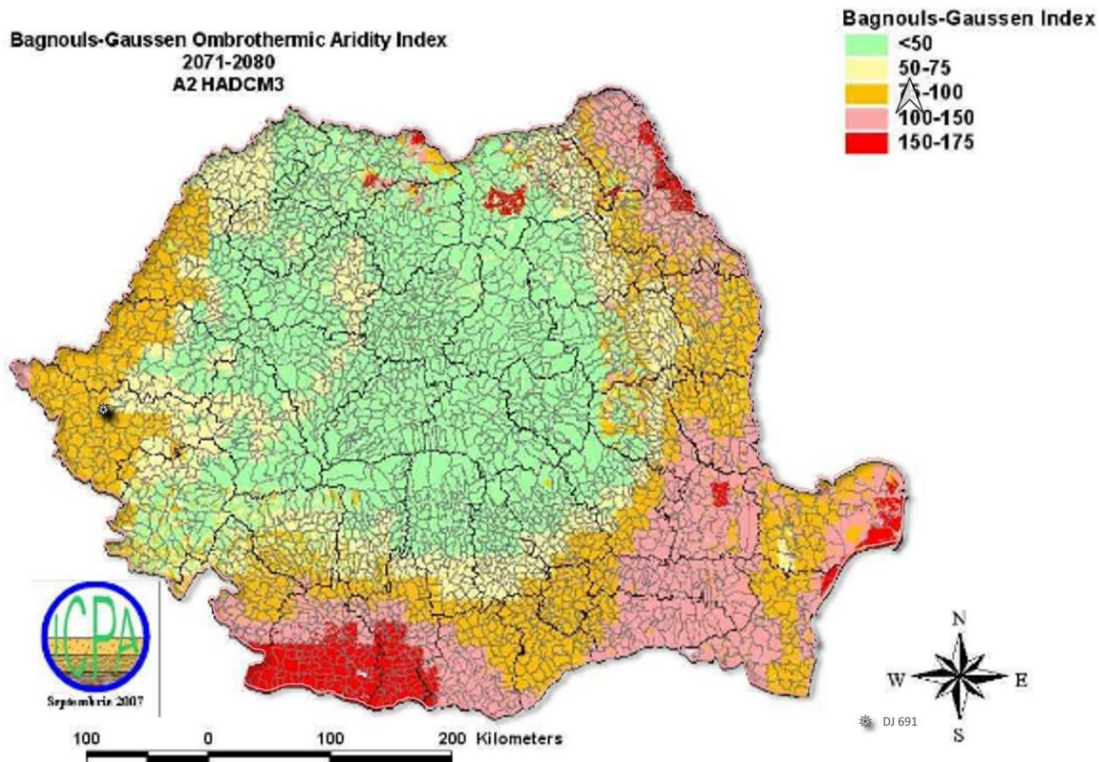 Bagnouls-Gaussen Ombrothermic Aridity Index
2071-2080
A2 HADCM3
Bagnouls-Gaussen Index
<50
50-75
75-100
100-150
150-175
ICPA
Septembrie 2007
100 0 100 200 Kilometers
N
W E
S
DJ 691